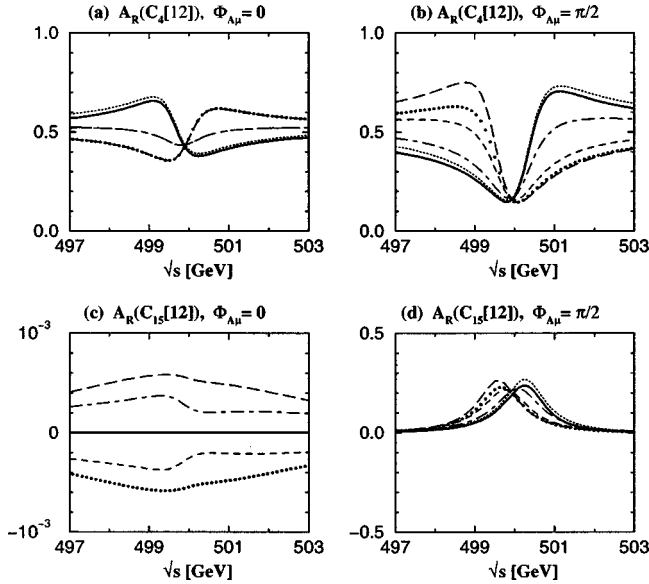 (a) A_R(C_4[12]), Φ_Aμ = 0
(b) A_R(C_4[12]), Φ_Aμ = π/2
1.0
0.5
0.0
497 499 501 503
√s [GeV]
1.0
0.5
0.0
497 499 501 503
√s [GeV]
(c) A_R(C_15[12]), Φ_Aμ = 0
(d) A_R(C_15[12]), Φ_Aμ = π/2
10^-3
0
-10^-3
497 499 501 503
√s [GeV]
0.5
0.0
-0.5
497 499 501 503
√s [GeV]